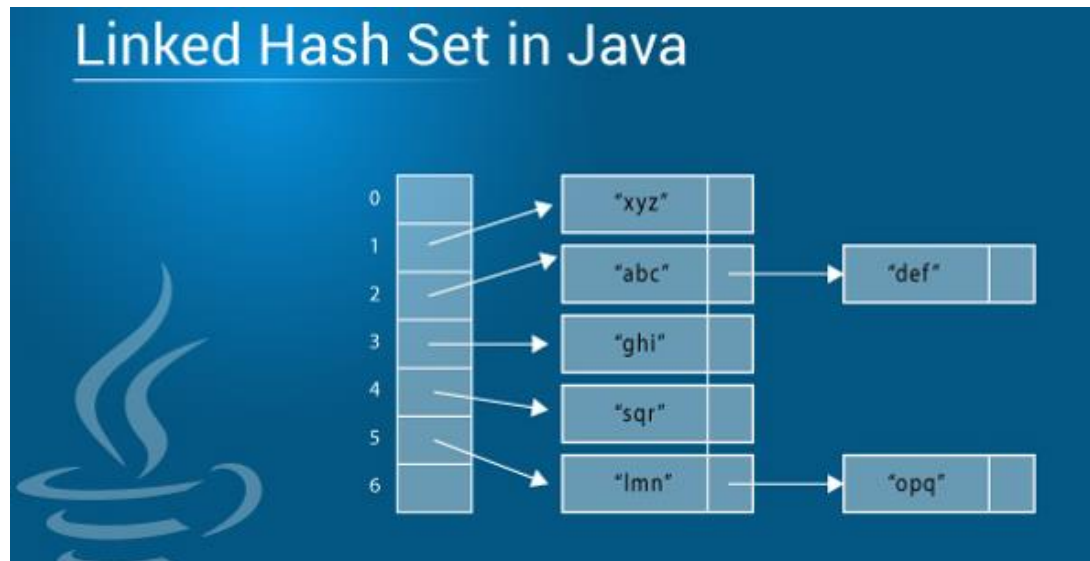 Linked Hash Set in Java
0
"xyz"
1
"abc"
"def"
2
3
"ghi"
4
"sqr"
5
6
"lmn"
"opq"